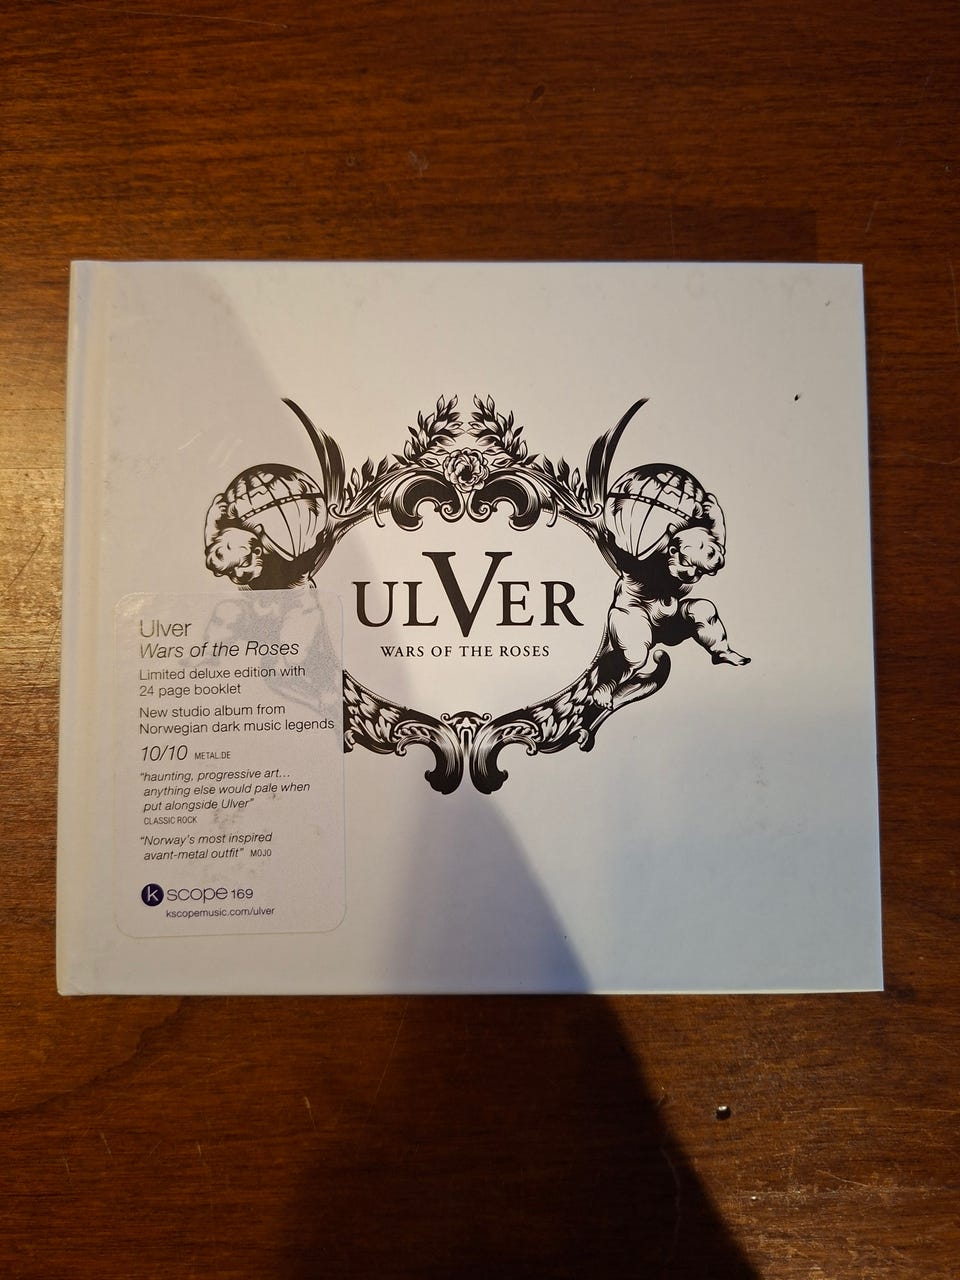 ULVER
WARS OF THE ROSES
Ulver
Wars of the Roses
Limited deluxe edition with
24 page booklet
New studio album from
Norwegian dark music legends
10/10 METAL.DE
"haunting, progressive art...
anything else would pale when
put alongside Ulver"
CLASSIC ROCK
"Norway's most inspired
avant-metal outfit" MOJO
k scope 169
kscopemusic.com/ulver